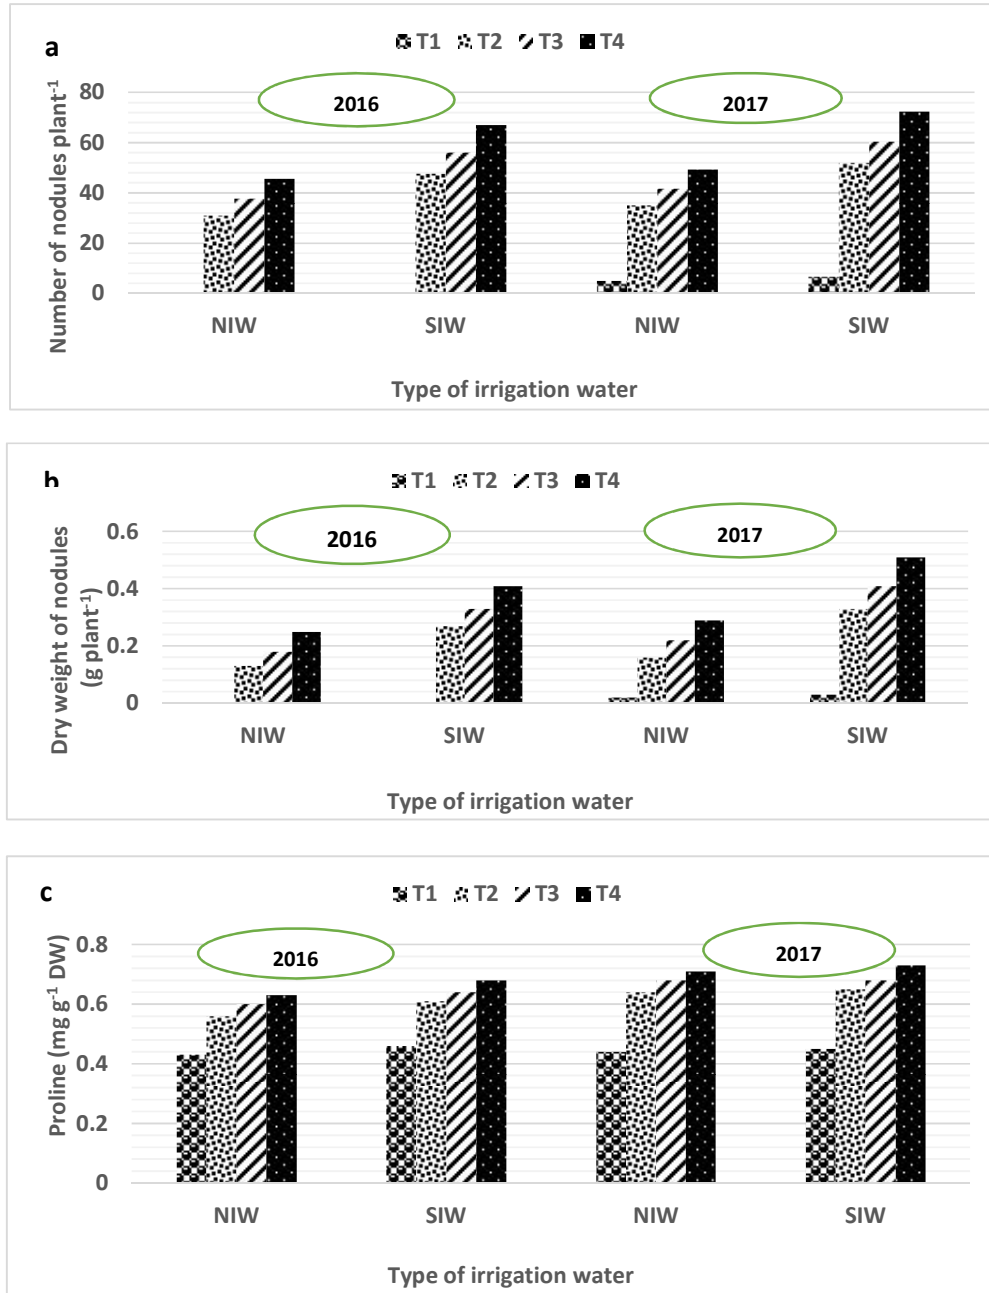 a
T1 T2 T3 T4
Number of nodules plant⁻¹
80
60
40
20
0
2016
2017
NIW SIW NIW SIW
Type of irrigation water
b
T1 T2 T3 T4
Dry weight of nodules
(g plant⁻¹)
0.6
0.4
0.2
0
2016
2017
NIW SIW NIW SIW
Type of irrigation water
c
T1 T2 T3 T4
Proline (mg g⁻¹ DW)
0.8
0.6
0.4
0.2
0
2016
2017
NIW SIW NIW SIW
Type of irrigation water